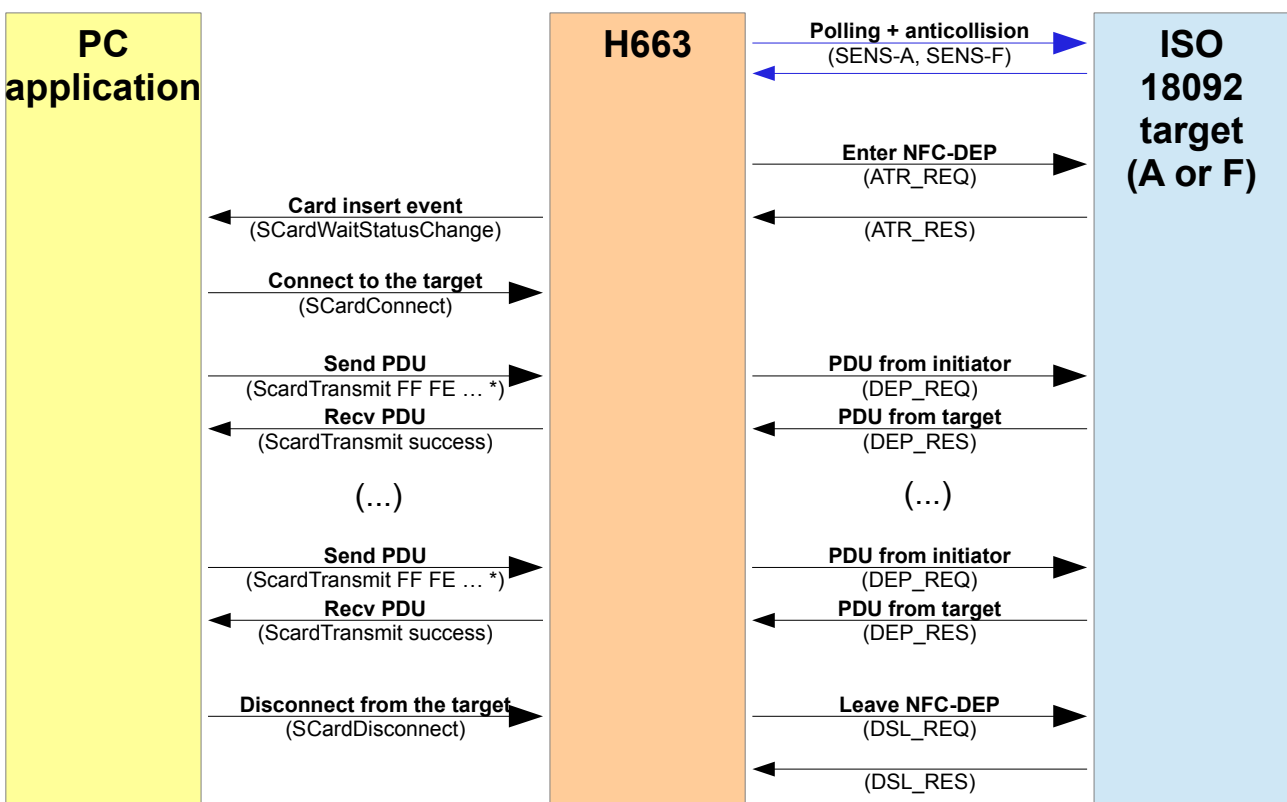 PC
application
H663
ISO
18092
target
(A or F)
Polling + anticollision
(SENS-A, SENS-F)
Enter NFC-DEP
(ATR_REQ)
Card insert event
(SCardWaitStatusChange)
(ATR_RES)
Connect to the target
(SCardConnect)
Send PDU
(ScardTransmit FF FE … *)
PDU from initiator
(DEP_REQ)
Recv PDU
(ScardTransmit success)
PDU from target
(DEP_RES)
(...)
(...)
Send PDU
(ScardTransmit FF FE … *)
PDU from initiator
(DEP_REQ)
Recv PDU
(ScardTransmit success)
PDU from target
(DEP_RES)
Disconnect from the target
(SCardDisconnect)
Leave NFC-DEP
(DSL_REQ)
(DSL_RES)